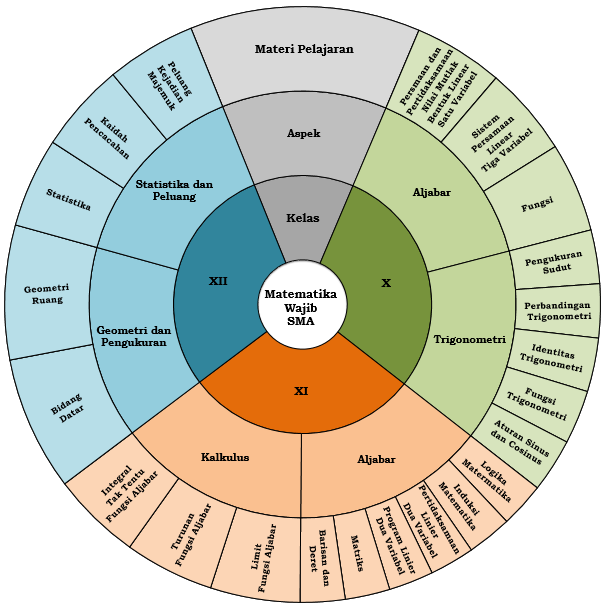 Materi Pelajaran
Aspek
Kelas
Matematika
Wajib
SMA
X
Aljabar
Persmaan dan
Pertidaksamaan
Nilai Mutlak
Bentuk Linear
Satu Variabel
Sistem
Persamaan
Linear
Tiga Variabel
Fungsi
Trigonometri
Pengukuran
Sudut
Perbandingan
Trigonometri
Identitas
Trigonometri
Fungsi
Trigonometri
Aturan Sinus
dan Cosinus
XI
Aljabar
Logika
Matermatika
Induksi
Matematika
Pertidaksamaan
Linier
Dua Variabel
Program Linier
Dua Variabel
Matriks
Barisan dan
Deret
Kalkulus
Limit
Fungsi Aljabar
Turunan
Fungsi Aljabar
Integral
Tak Tentu
Fungsi Aljubar
XII
Geometri dan
Pengukuran
Bidang
Datar
Geometri
Ruang
Statistika dan
Peluang
Statistika
Kaidah
Pencacahan
Peluang
Kejadian
Majemuk